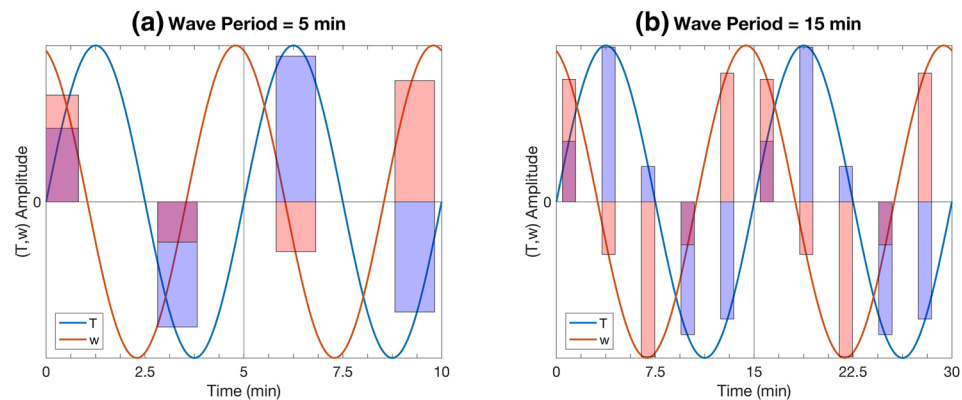 (a) Wave Period = 5 min
(T,w) Amplitude
0
T
w
0 2.5 5 7.5 10
Time (min)
(b) Wave Period = 15 min
(T,w) Amplitude
0
T
w
0 7.5 15 22.5 30
Time (min)